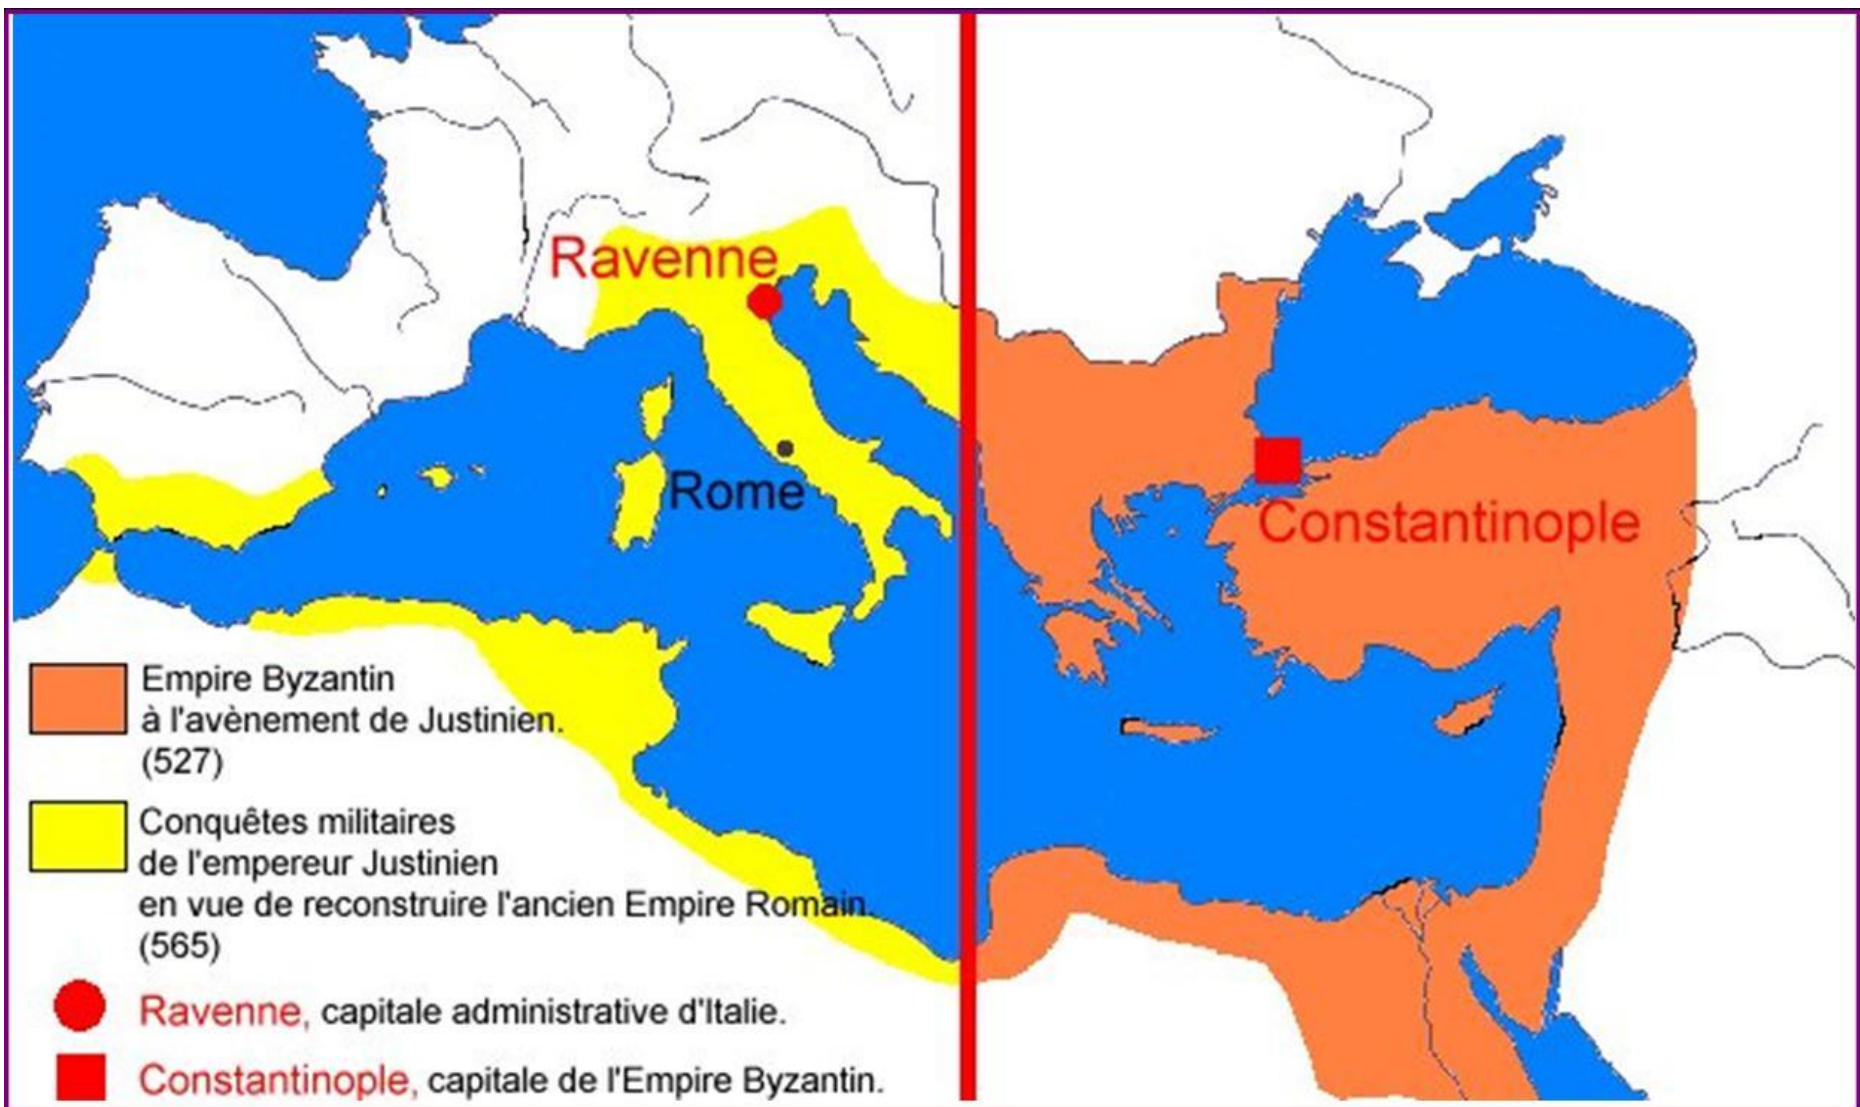 Ravenne
Rome
Constantinople
Empire Byzantin
à l'avènement de Justinien.
(527)
Conquêtes militaires
de l'empereur Justinien
en vue de reconstruire l'ancien Empire Romain.
(565)
Ravenne, capitale administrative d'Italie.
Constantinople, capitale de l'Empire Byzantin.